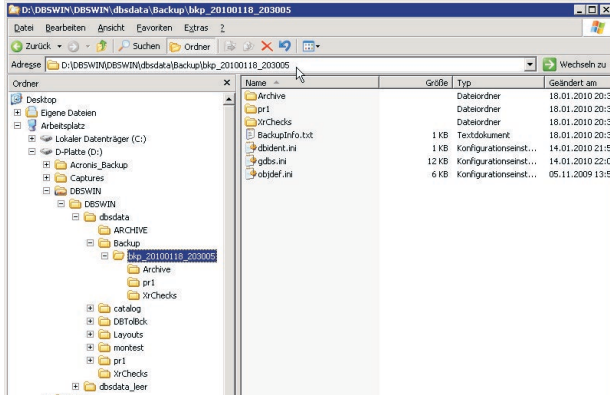 D:\DBSWIN\DBSWIN\dbsdata\Backup\bkp_20100118_203005
Datei Bearbeiten Ansicht Favoriten Extras ?
Zurück Suchen Ordner
Adresse D:\DBSWIN\DBSWIN\dbsdata\Backup\bkp_20100118_203005 Wechseln zu
Ordner
Desktop
Eigene Dateien
Arbeitsplatz
Lokaler Datenträger (C:)
D-Platte (D:)
Acronis_Backup
Captures
DBSWIN
DBSWIN
dbsdata
ARCHIVE
Backup
bkp_20100118_203005
Archive
pr1
XrChecks
catalog
DBTolBck
Layouts
montest
pr1
XrChecks
dbsdata_leer
Name Größe Typ Geändert am
Archive Dateiordner 18.01.2010 20:3
pr1 Dateiordner 18.01.2010 20:3
XrChecks Dateiordner 18.01.2010 20:3
BackupInfo.txt 1 KB Textdokument 18.01.2010 20:3
dbident.ini 1 KB Konfigurationseinst... 14.01.2010 21:5
gdbs.ini 12 KB Konfigurationseinst... 14.01.2010 22:0
objdef.ini 6 KB Konfigurationseinst... 05.11.2009 13:5